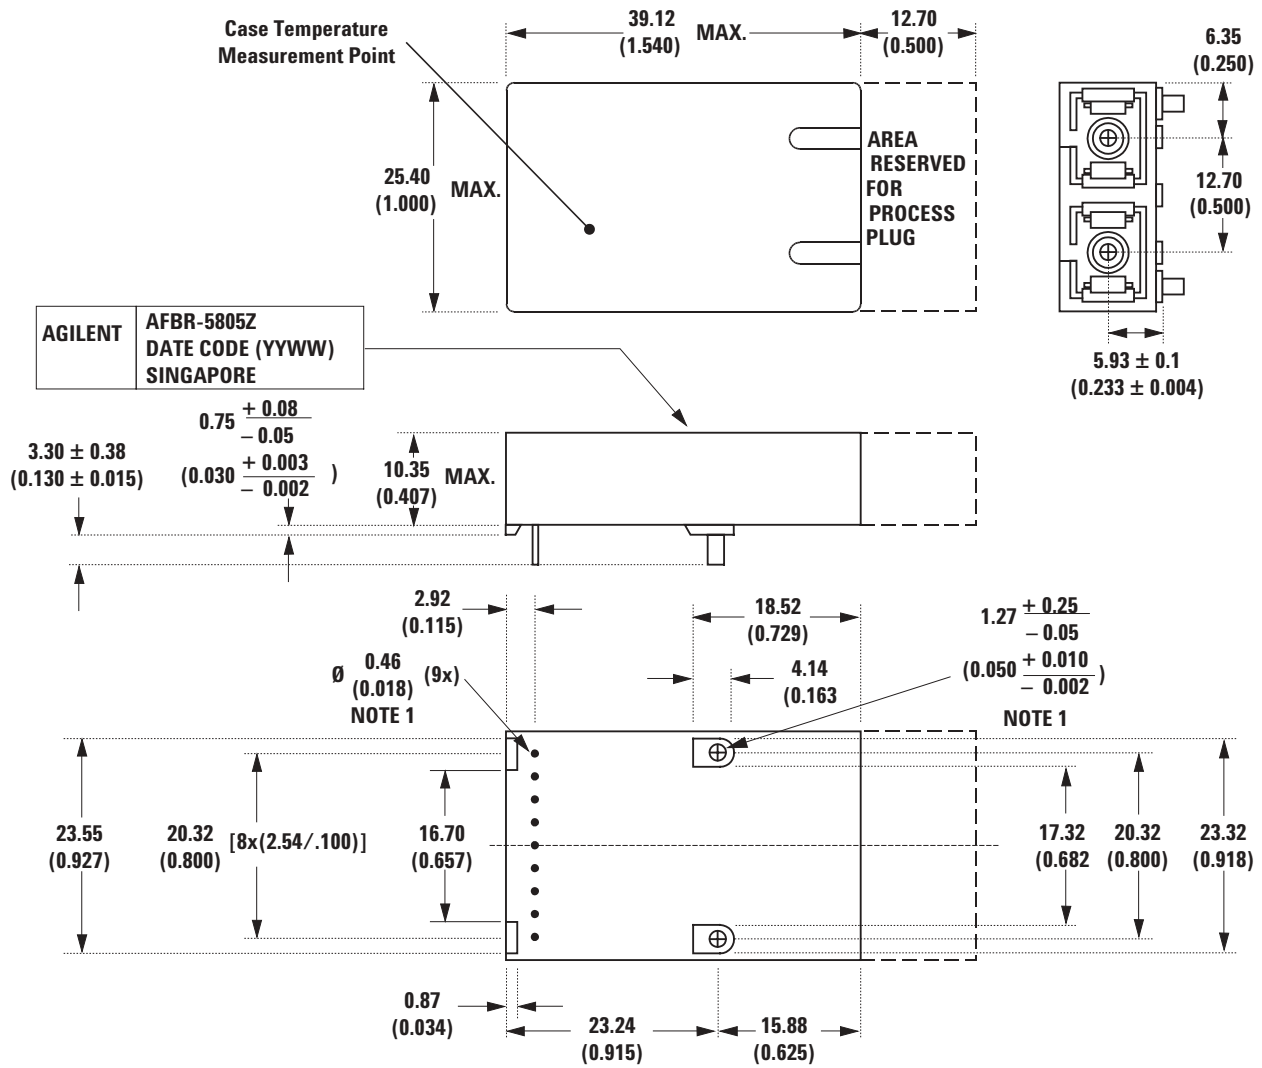 Case Temperature
Measurement Point
39.12
(1.540)
MAX.
12.70
(0.500)
6.35
(0.250)
25.40
(1.000)
MAX.
AREA
RESERVED
FOR
PROCESS
PLUG
12.70
(0.500)
5.93 ± 0.1
(0.233 ± 0.004)
AGILENT
AFBR-5805Z
DATE CODE (YYWW)
SINGAPORE
3.30 ± 0.38
(0.130 ± 0.015)
0.75 + 0.08
– 0.05
(0.030 + 0.003
– 0.002 )
10.35
(0.407)
MAX.
2.92
(0.115)
Ø 0.46
(0.018) (9x)
NOTE 1
18.52
(0.729)
4.14
(0.163
1.27 + 0.25
– 0.05
(0.050 + 0.010
– 0.002 )
NOTE 1
23.55
(0.927)
20.32
(0.800)
[8x(2.54/.100)]
16.70
(0.657)
17.32
(0.682
20.32
(0.800)
23.32
(0.918)
0.87
(0.034)
23.24
(0.915)
15.88
(0.625)